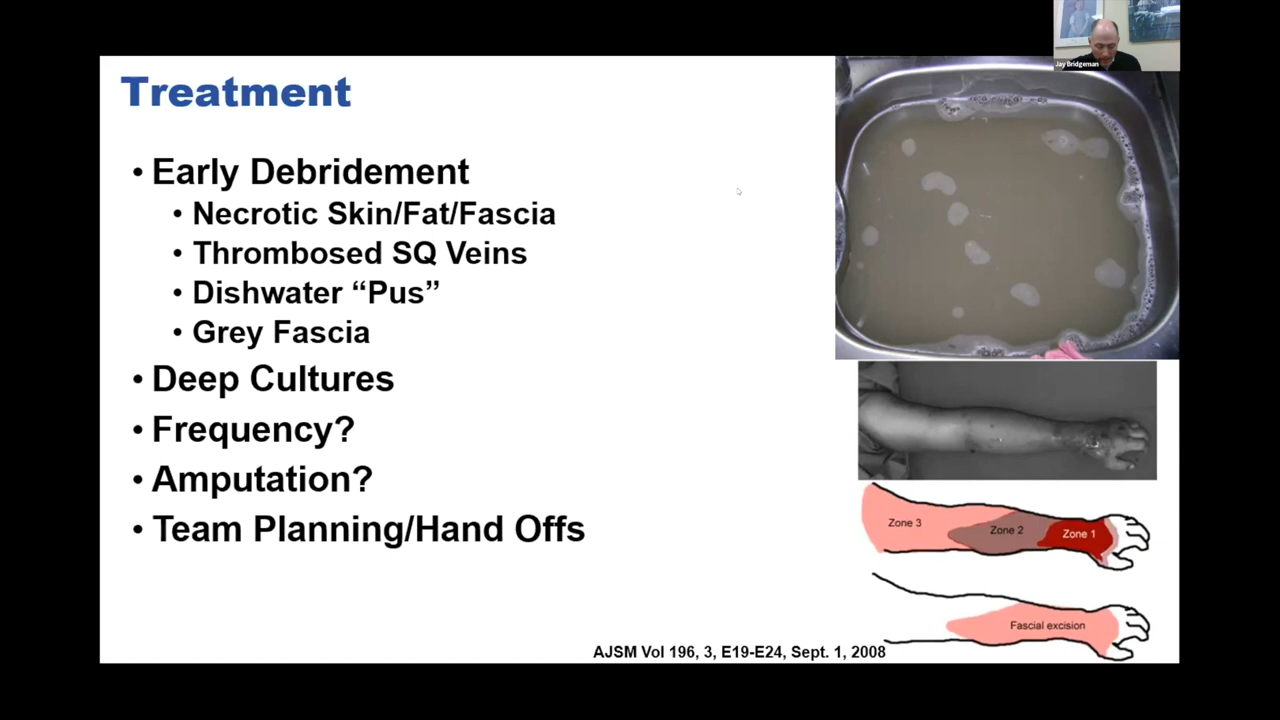 Jay Bridgeman
Treatment
• Early Debridement
• Necrotic Skin/Fat/Fascia
• Thrombosed SQ Veins
• Dishwater “Pus”
• Grey Fascia
• Deep Cultures
• Frequency?
• Amputation?
• Team Planning/Hand Offs
Zone 3
Zone 2
Zone 1
Fascial excision
AJSM Vol 196, 3, E19-E24, Sept. 1, 2008